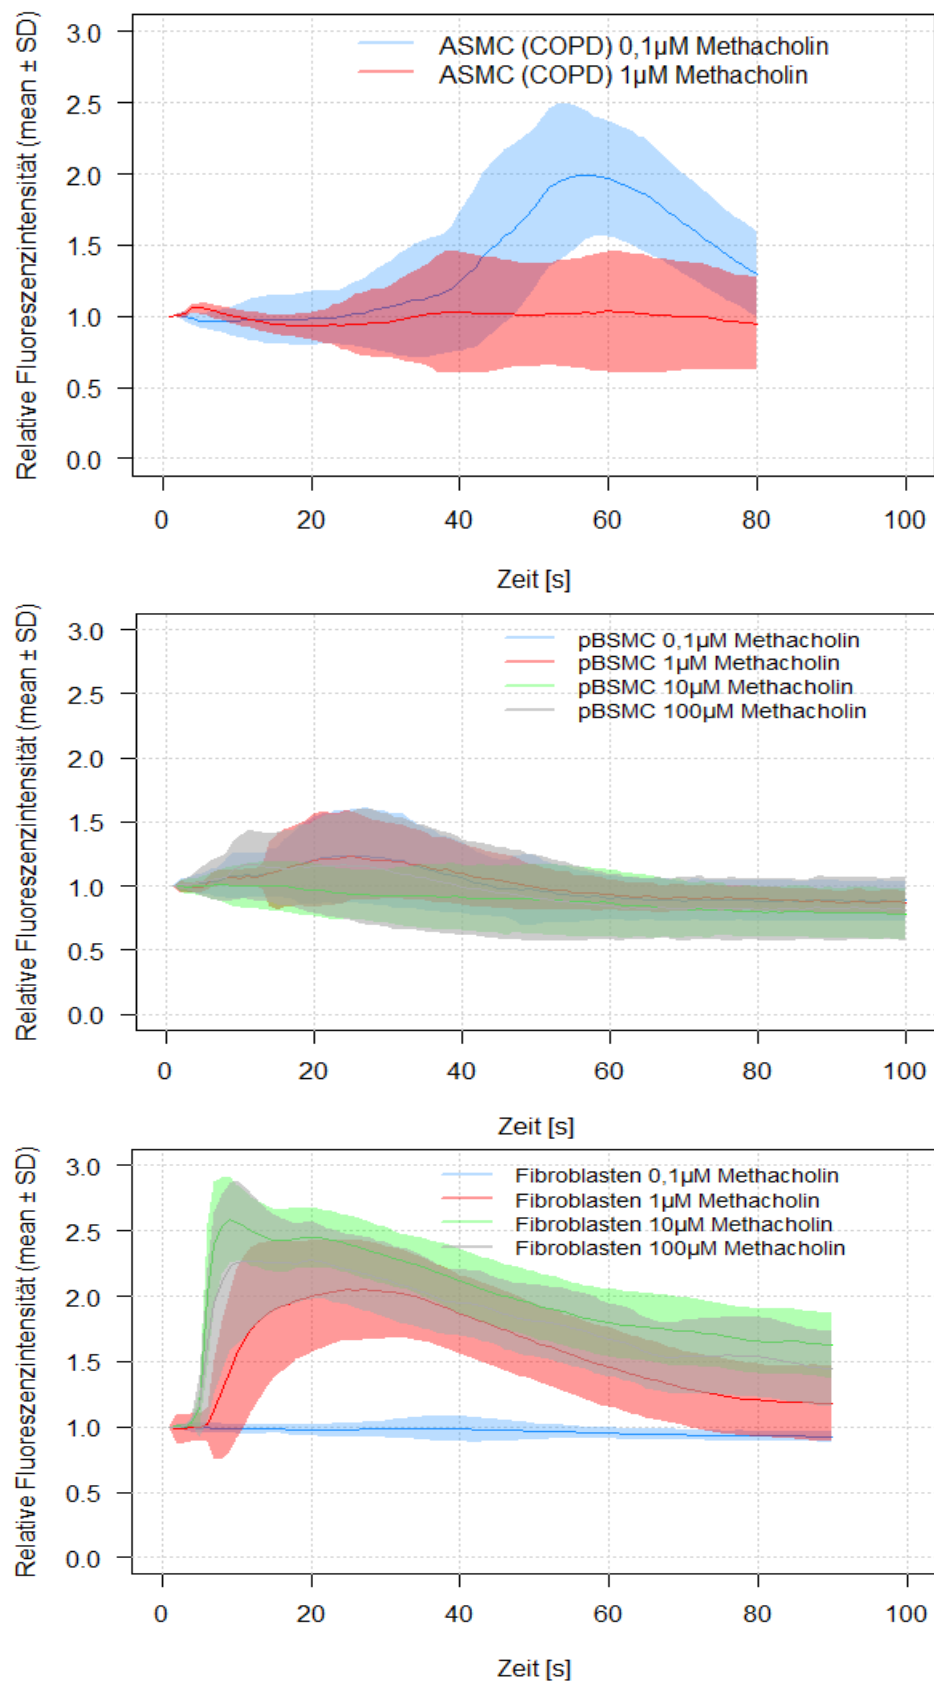 Relative Fluoreszenzintensität (mean ± SD)
3.0
2.5
2.0
1.5
1.0
0.5
0.0
ASMC (COPD) 0,1µM Methacholin
ASMC (COPD) 1µM Methacholin
0 20 40 60 80 100
Zeit [s]
Relative Fluoreszenzintensität (mean ± SD)
3.0
2.5
2.0
1.5
1.0
0.5
0.0
pBSMC 0,1µM Methacholin
pBSMC 1µM Methacholin
pBSMC 10µM Methacholin
pBSMC 100µM Methacholin
0 20 40 60 80 100
Zeit [s]
Relative Fluoreszenzintensität (mean ± SD)
3.0
2.5
2.0
1.5
1.0
0.5
0.0
Fibroblasten 0,1µM Methacholin
Fibroblasten 1µM Methacholin
Fibroblasten 10µM Methacholin
Fibroblasten 100µM Methacholin
0 20 40 60 80 100
Zeit [s]